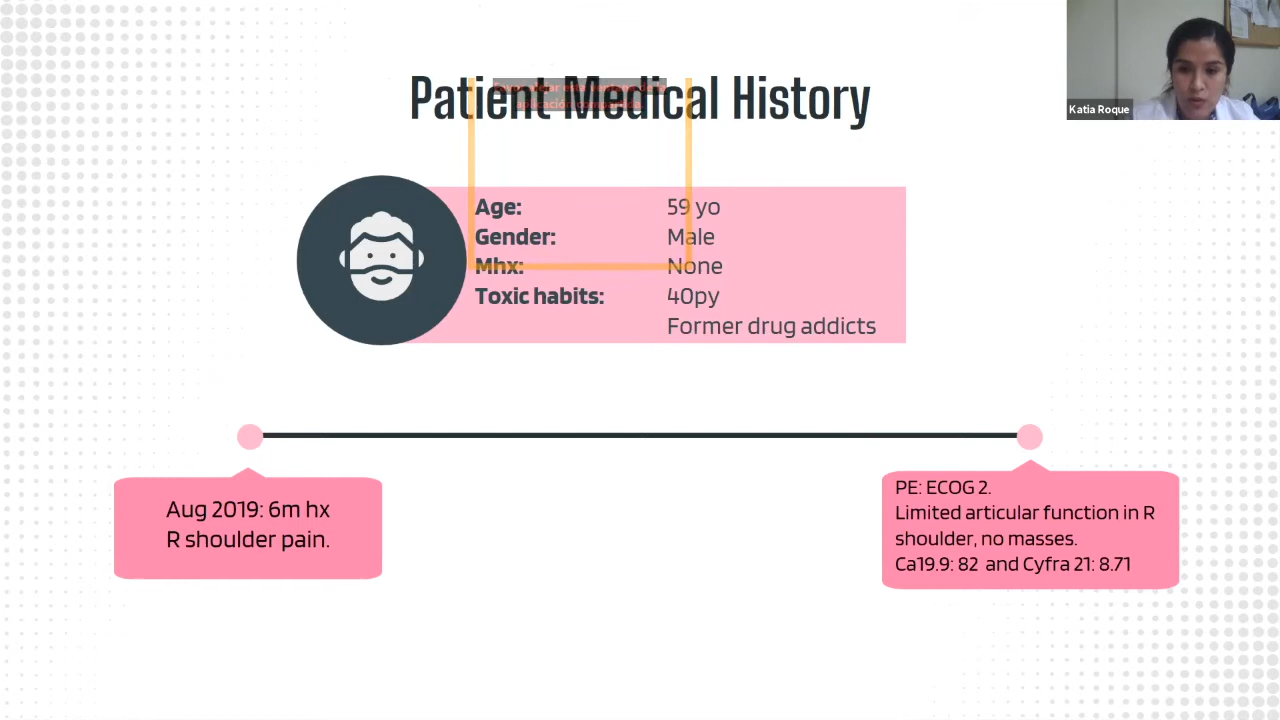 Patient Medical History
aplicación compartida.
Age: 59 yo
Gender: Male
Mhx: None
Toxic habits: 40py
Former drug addicts
Aug 2019: 6m hx
R shoulder pain.
PE: ECOG 2.
Limited articular function in R
shoulder, no masses.
Ca19.9: 82 and Cyfra 21: 8.71
Katia Roque